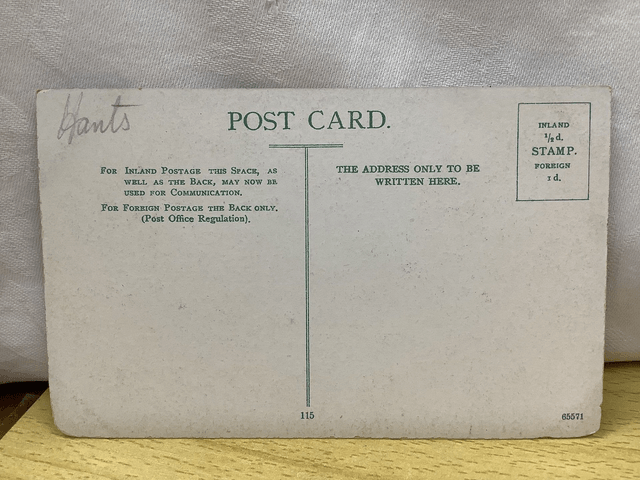 Hants
POST CARD.
FOR INLAND POSTAGE THIS SPACE, AS
WELL AS THE BACK, MAY NOW BE
USED FOR COMMUNICATION.
FOR FOREIGN POSTAGE THE BACK ONLY.
(Post Office Regulation).
THE ADDRESS ONLY TO BE
WRITTEN HERE.
INLAND
½d.
STAMP.
FOREIGN
1d.
115
65571